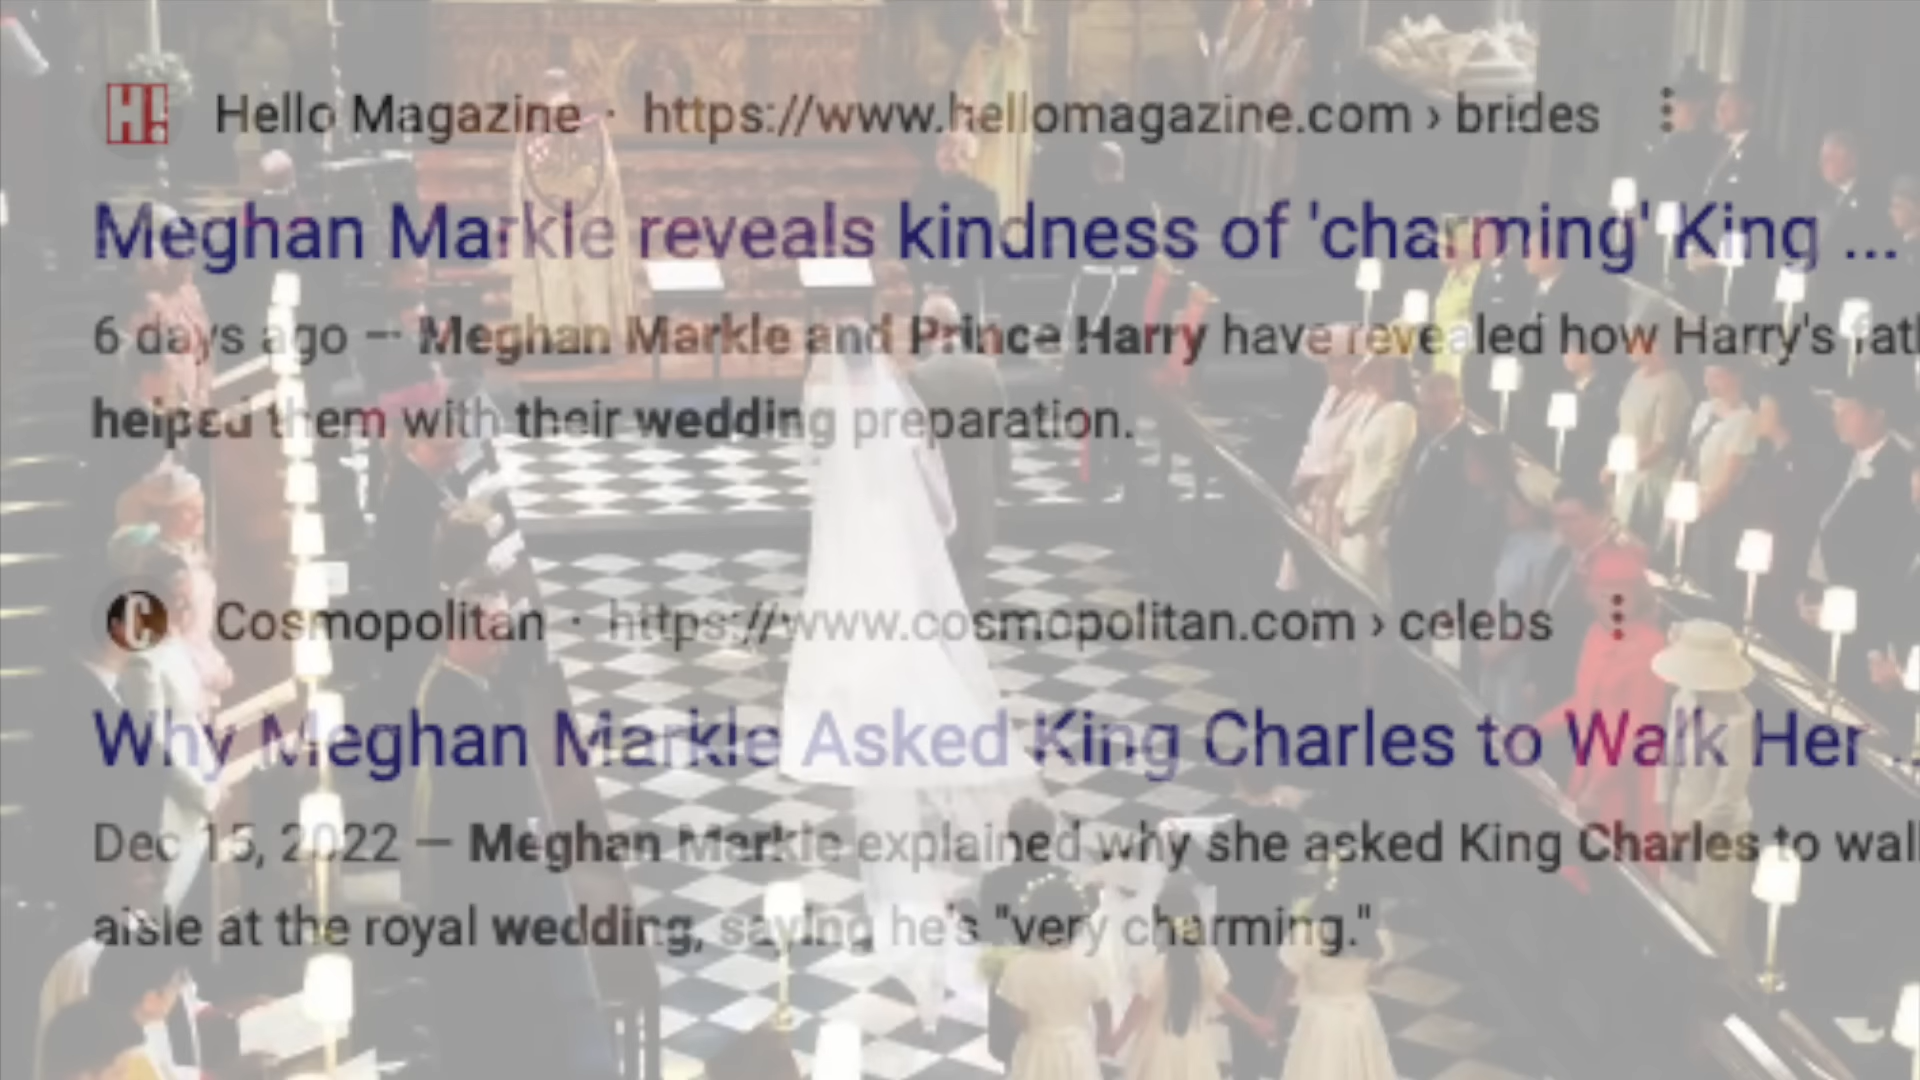 H! Hello Magazine · https://www.hellomagazine.com › brides
Meghan Markle reveals kindness of 'charming' King ...
6 days ago — Meghan Markle and Prince Harry have revealed how Harry's fath
helped them with their wedding preparation.
C Cosmopolitan · https://www.cosmopolitan.com › celebs
Why Meghan Markle Asked King Charles to Walk Her ...
Dec 15, 2022 — Meghan Markle explained why she asked King Charles to wal
aisle at the royal wedding, saying he's "very charming."